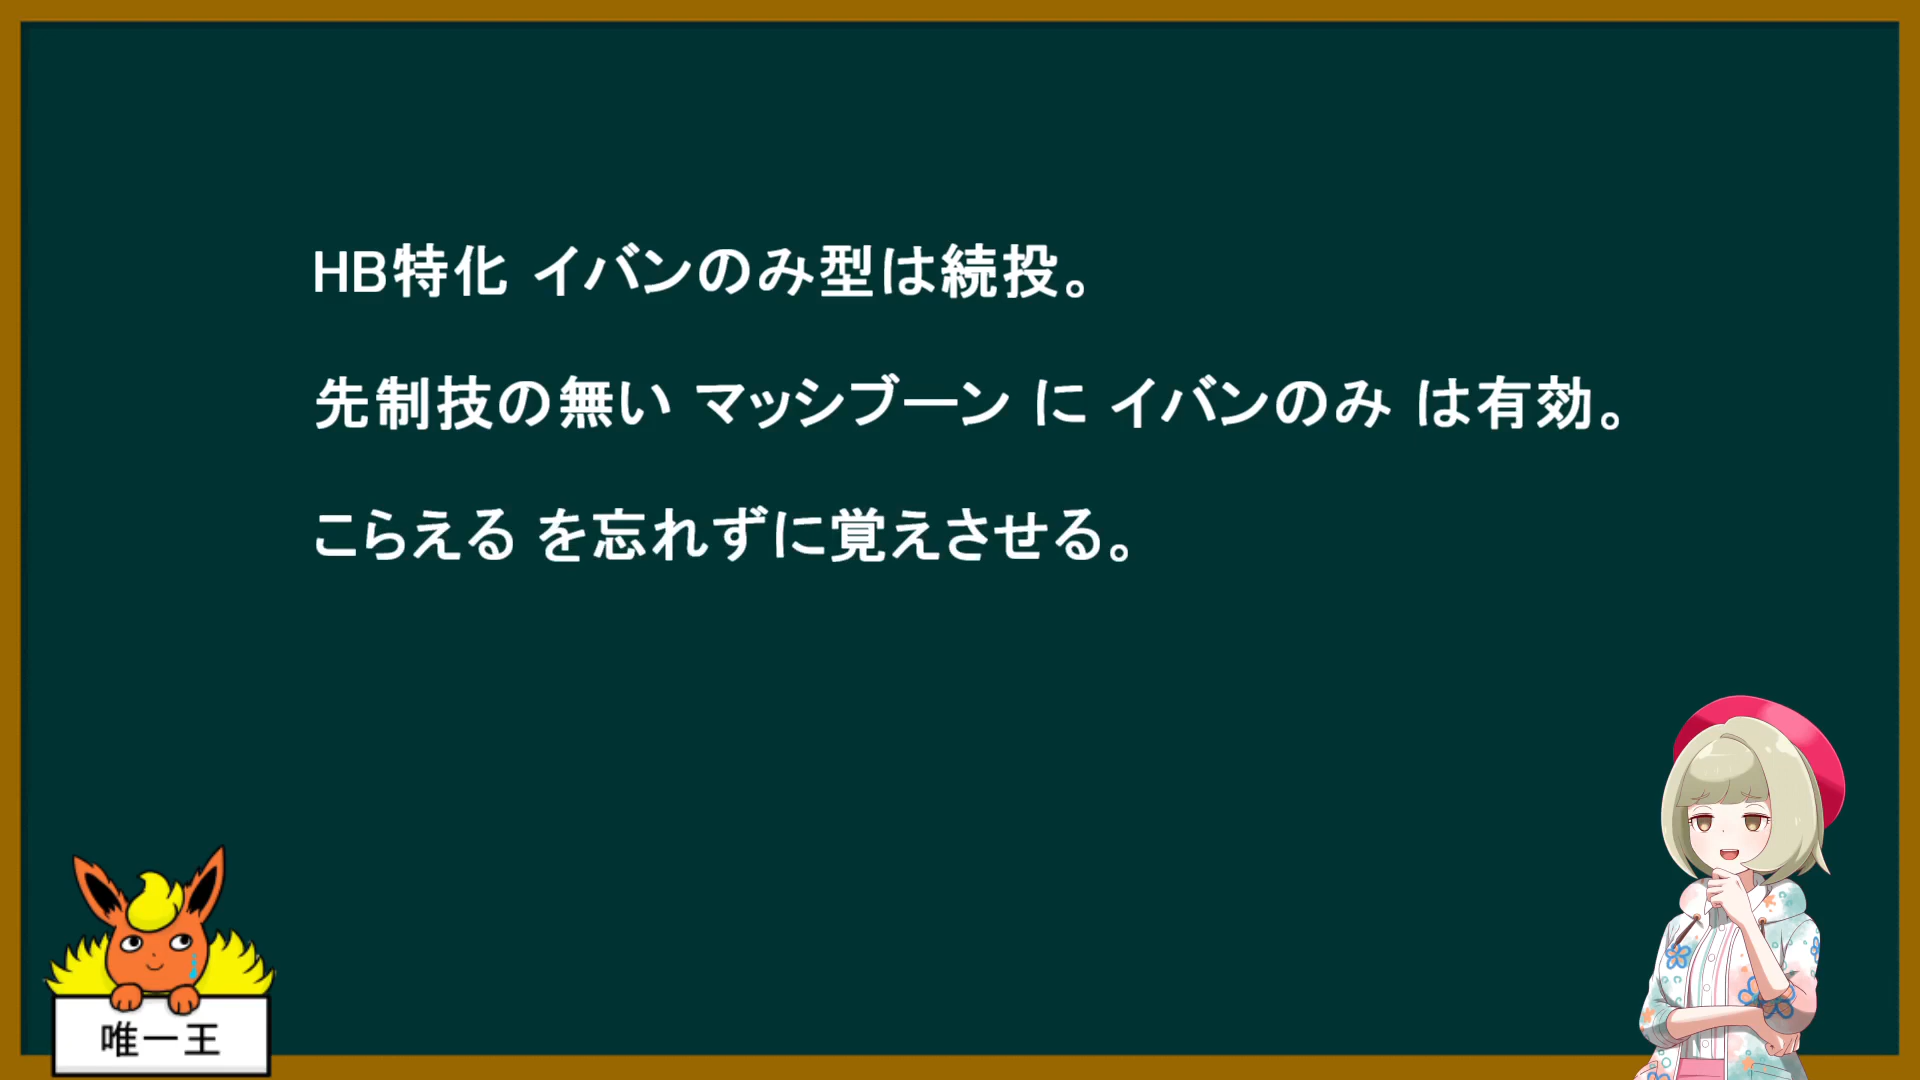 HB特化 イバンのみ型は続投。
先制技の無い マッシブーン に イバンのみ は有効。
こらえる を忘れずに覚えさせる。
唯一王